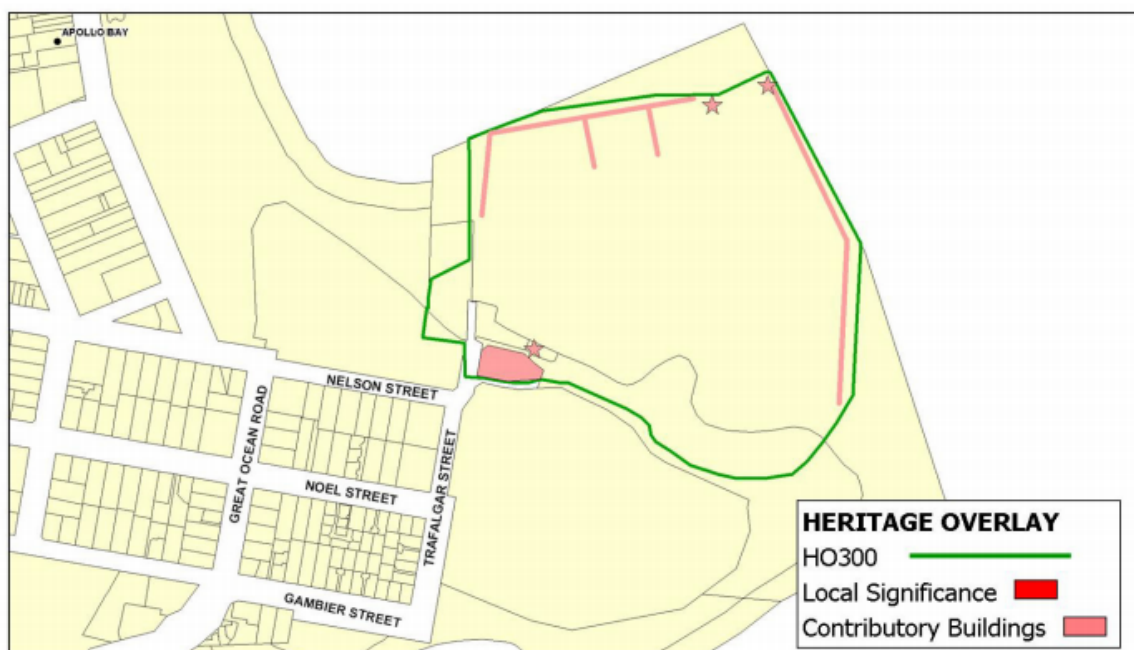 APOLLO BAY
NELSON STREET
GREAT OCEAN ROAD
NOEL STREET
TRAFALGAR STREET
GAMBIER STREET
HERITAGE OVERLAY
HO300
Local Significance
Contributory Buildings